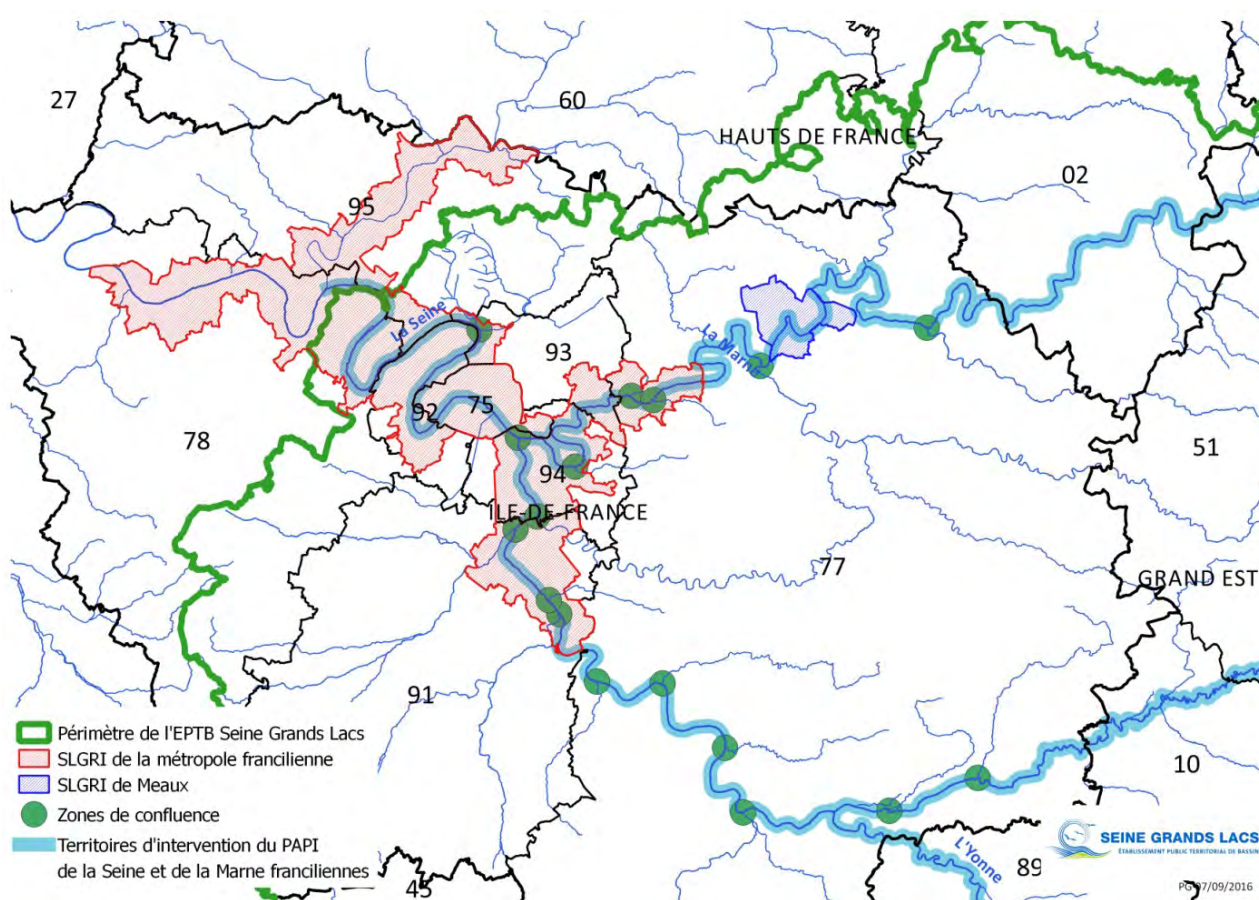 27
60
HAUTS DE FRANCE
02
95
La Seine
93
La Marne
92
75
78
94
51
ÎLE-DE-FRANCE
77
GRAND EST
91
10
Périmètre de l'EPTB Seine Grands Lacs
SLGRI de la métropole francilienne
SLGRI de Meaux
Zones de confluence
Territoires d'intervention du PAPI
de la Seine et de la Marne franciliennes
45
L'Yonne
89
SEINE GRANDS LACS
ÉTABLISSEMENT PUBLIC TERRITORIAL DE BASSIN
PG 07/09/2016